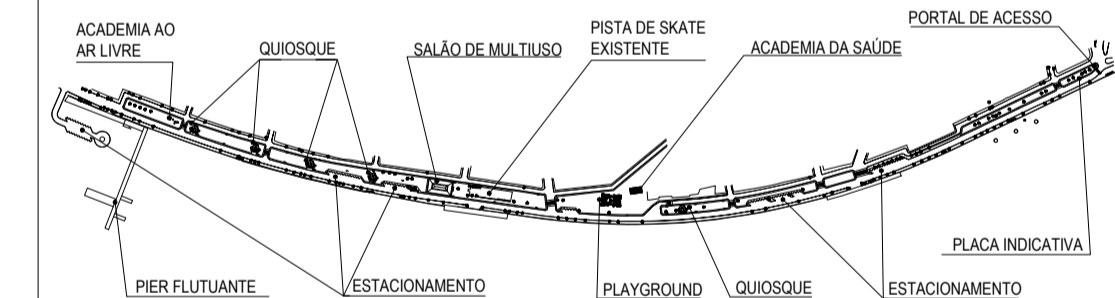 PORTAL DE ACESSO
ACADEMIA AO
AR LIVRE
QUIOSQUE
SALÃO DE MULTIUSO
PISTA DE SKATE
EXISTENTE
ACADEMIA DA SAÚDE
PLACA INDICATIVA
PIER FLUTUANTE
ESTACIONAMENTO
PLAYGROUND
QUIOSQUE
ESTACIONAMENTO